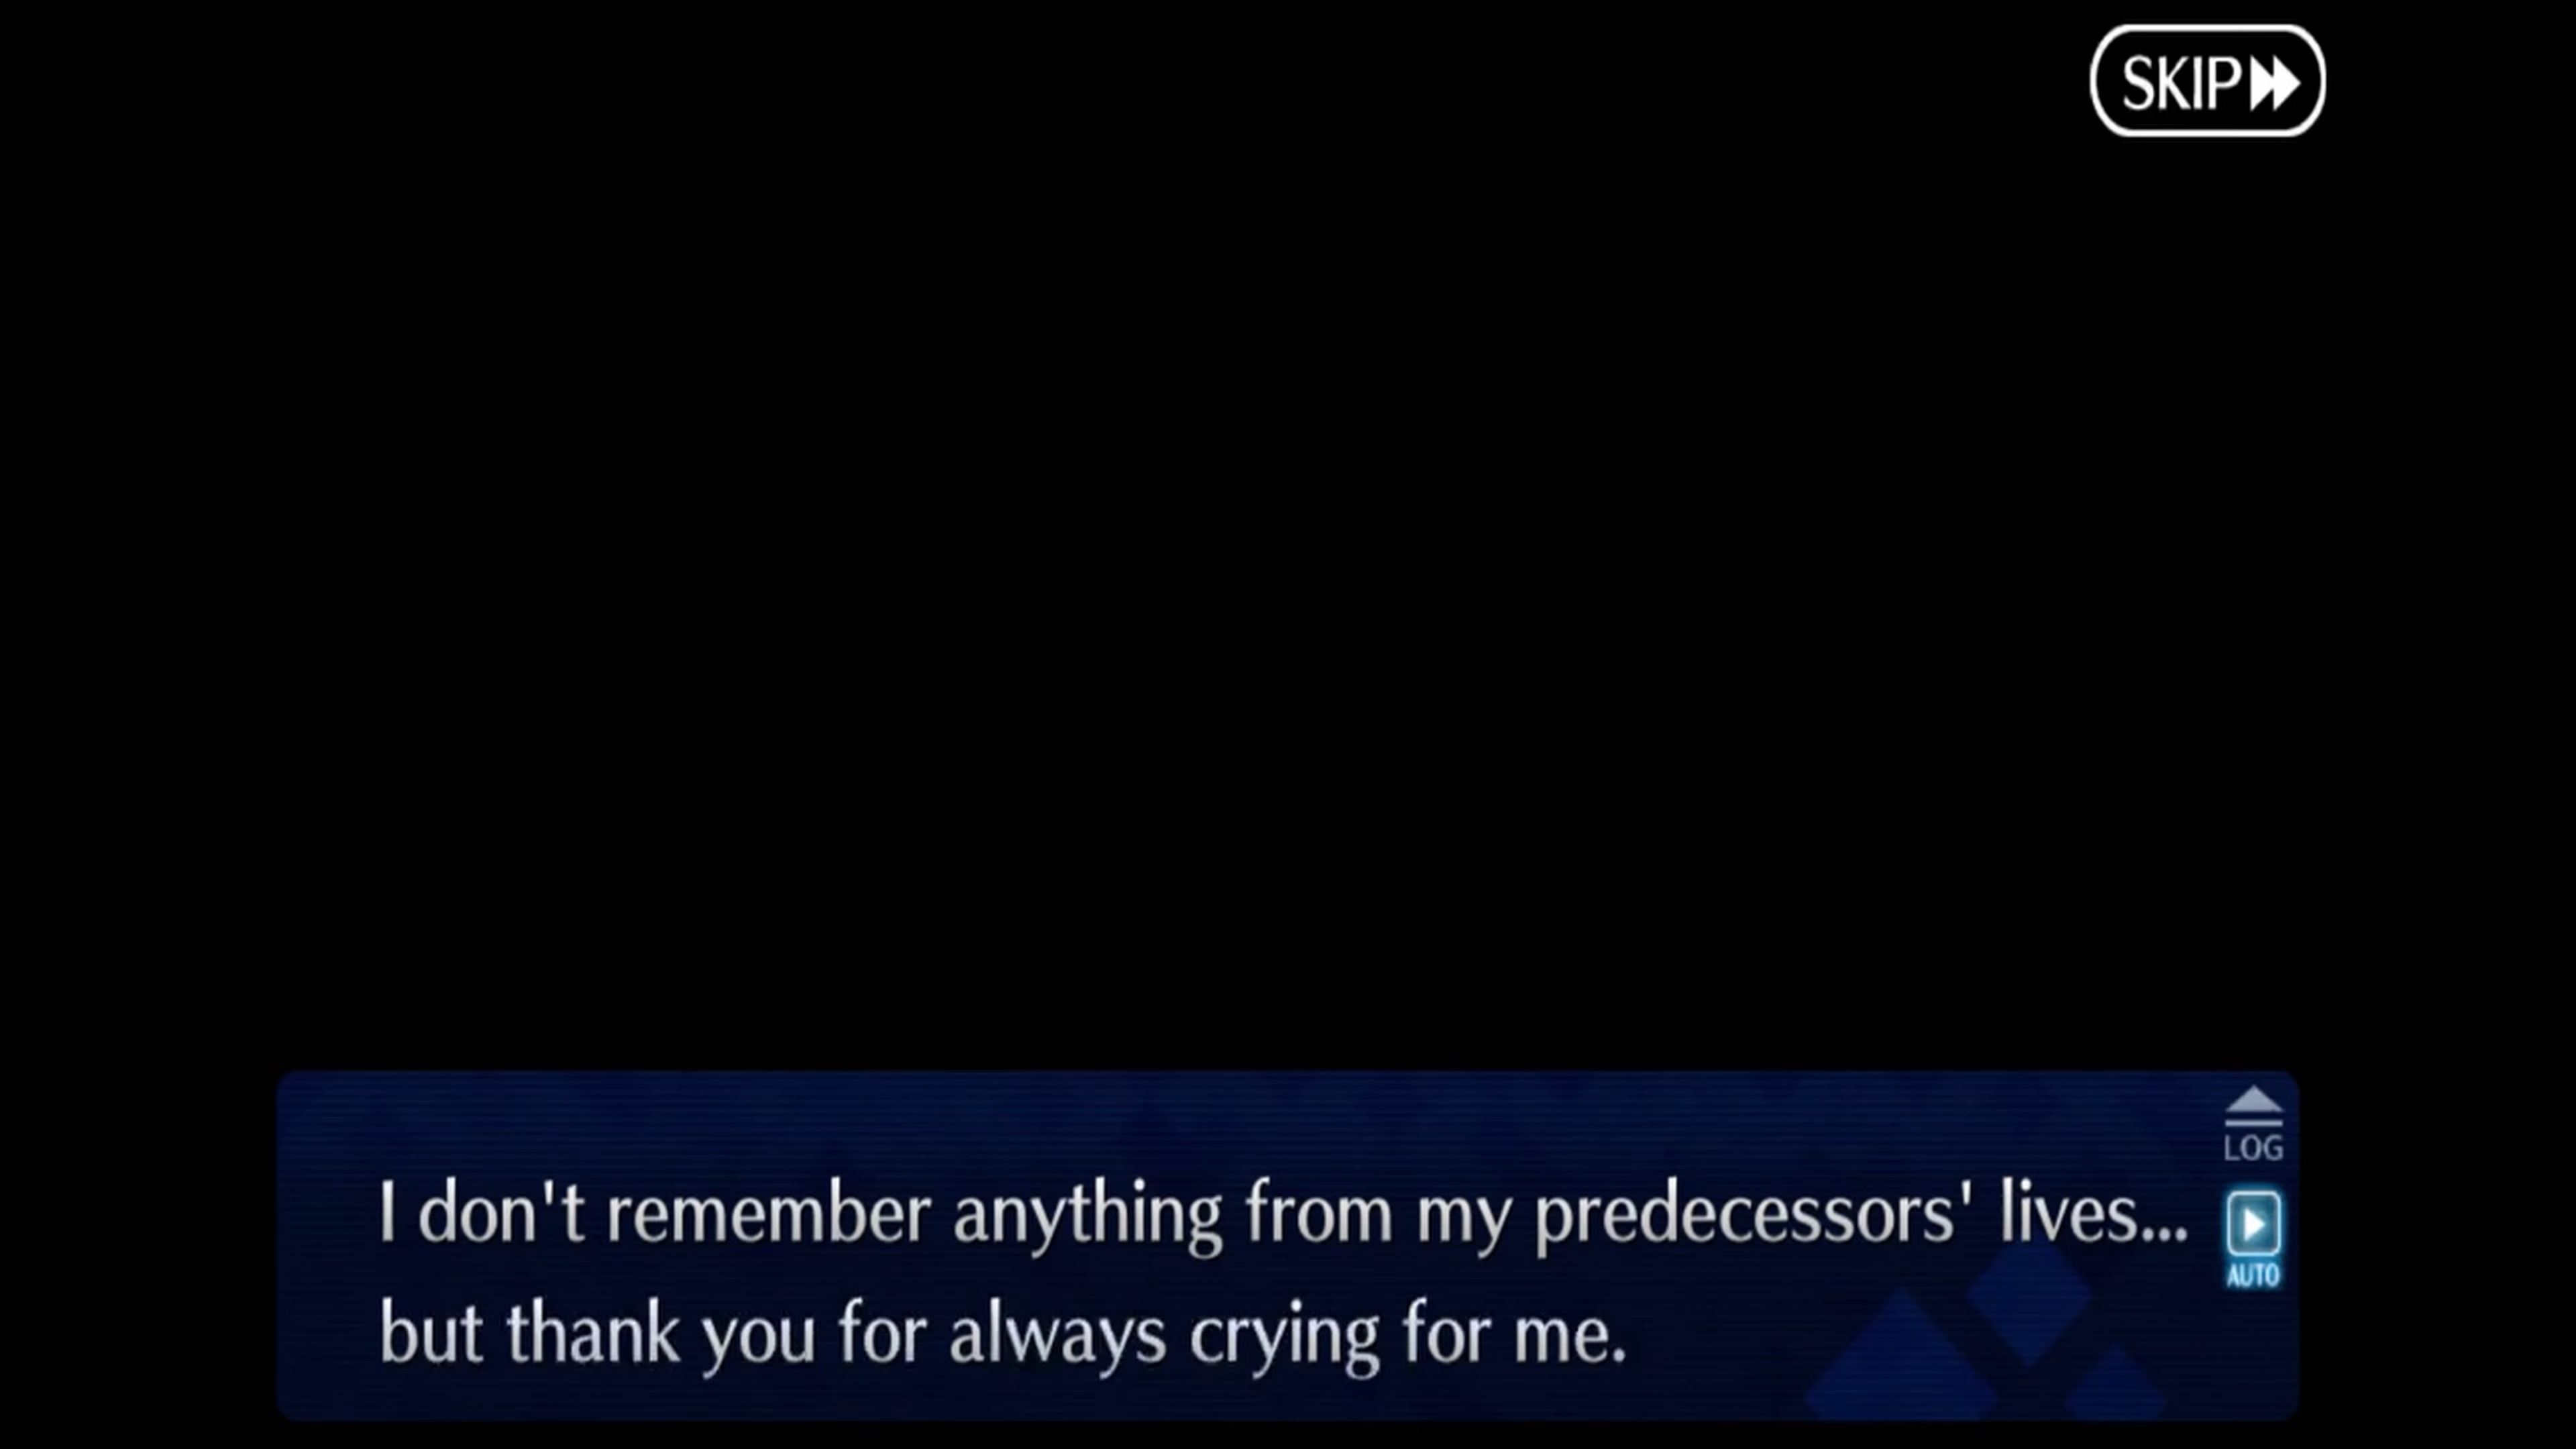 SKIP
LOG
I don't remember anything from my predecessors' lives...
AUTO
but thank you for always crying for me.